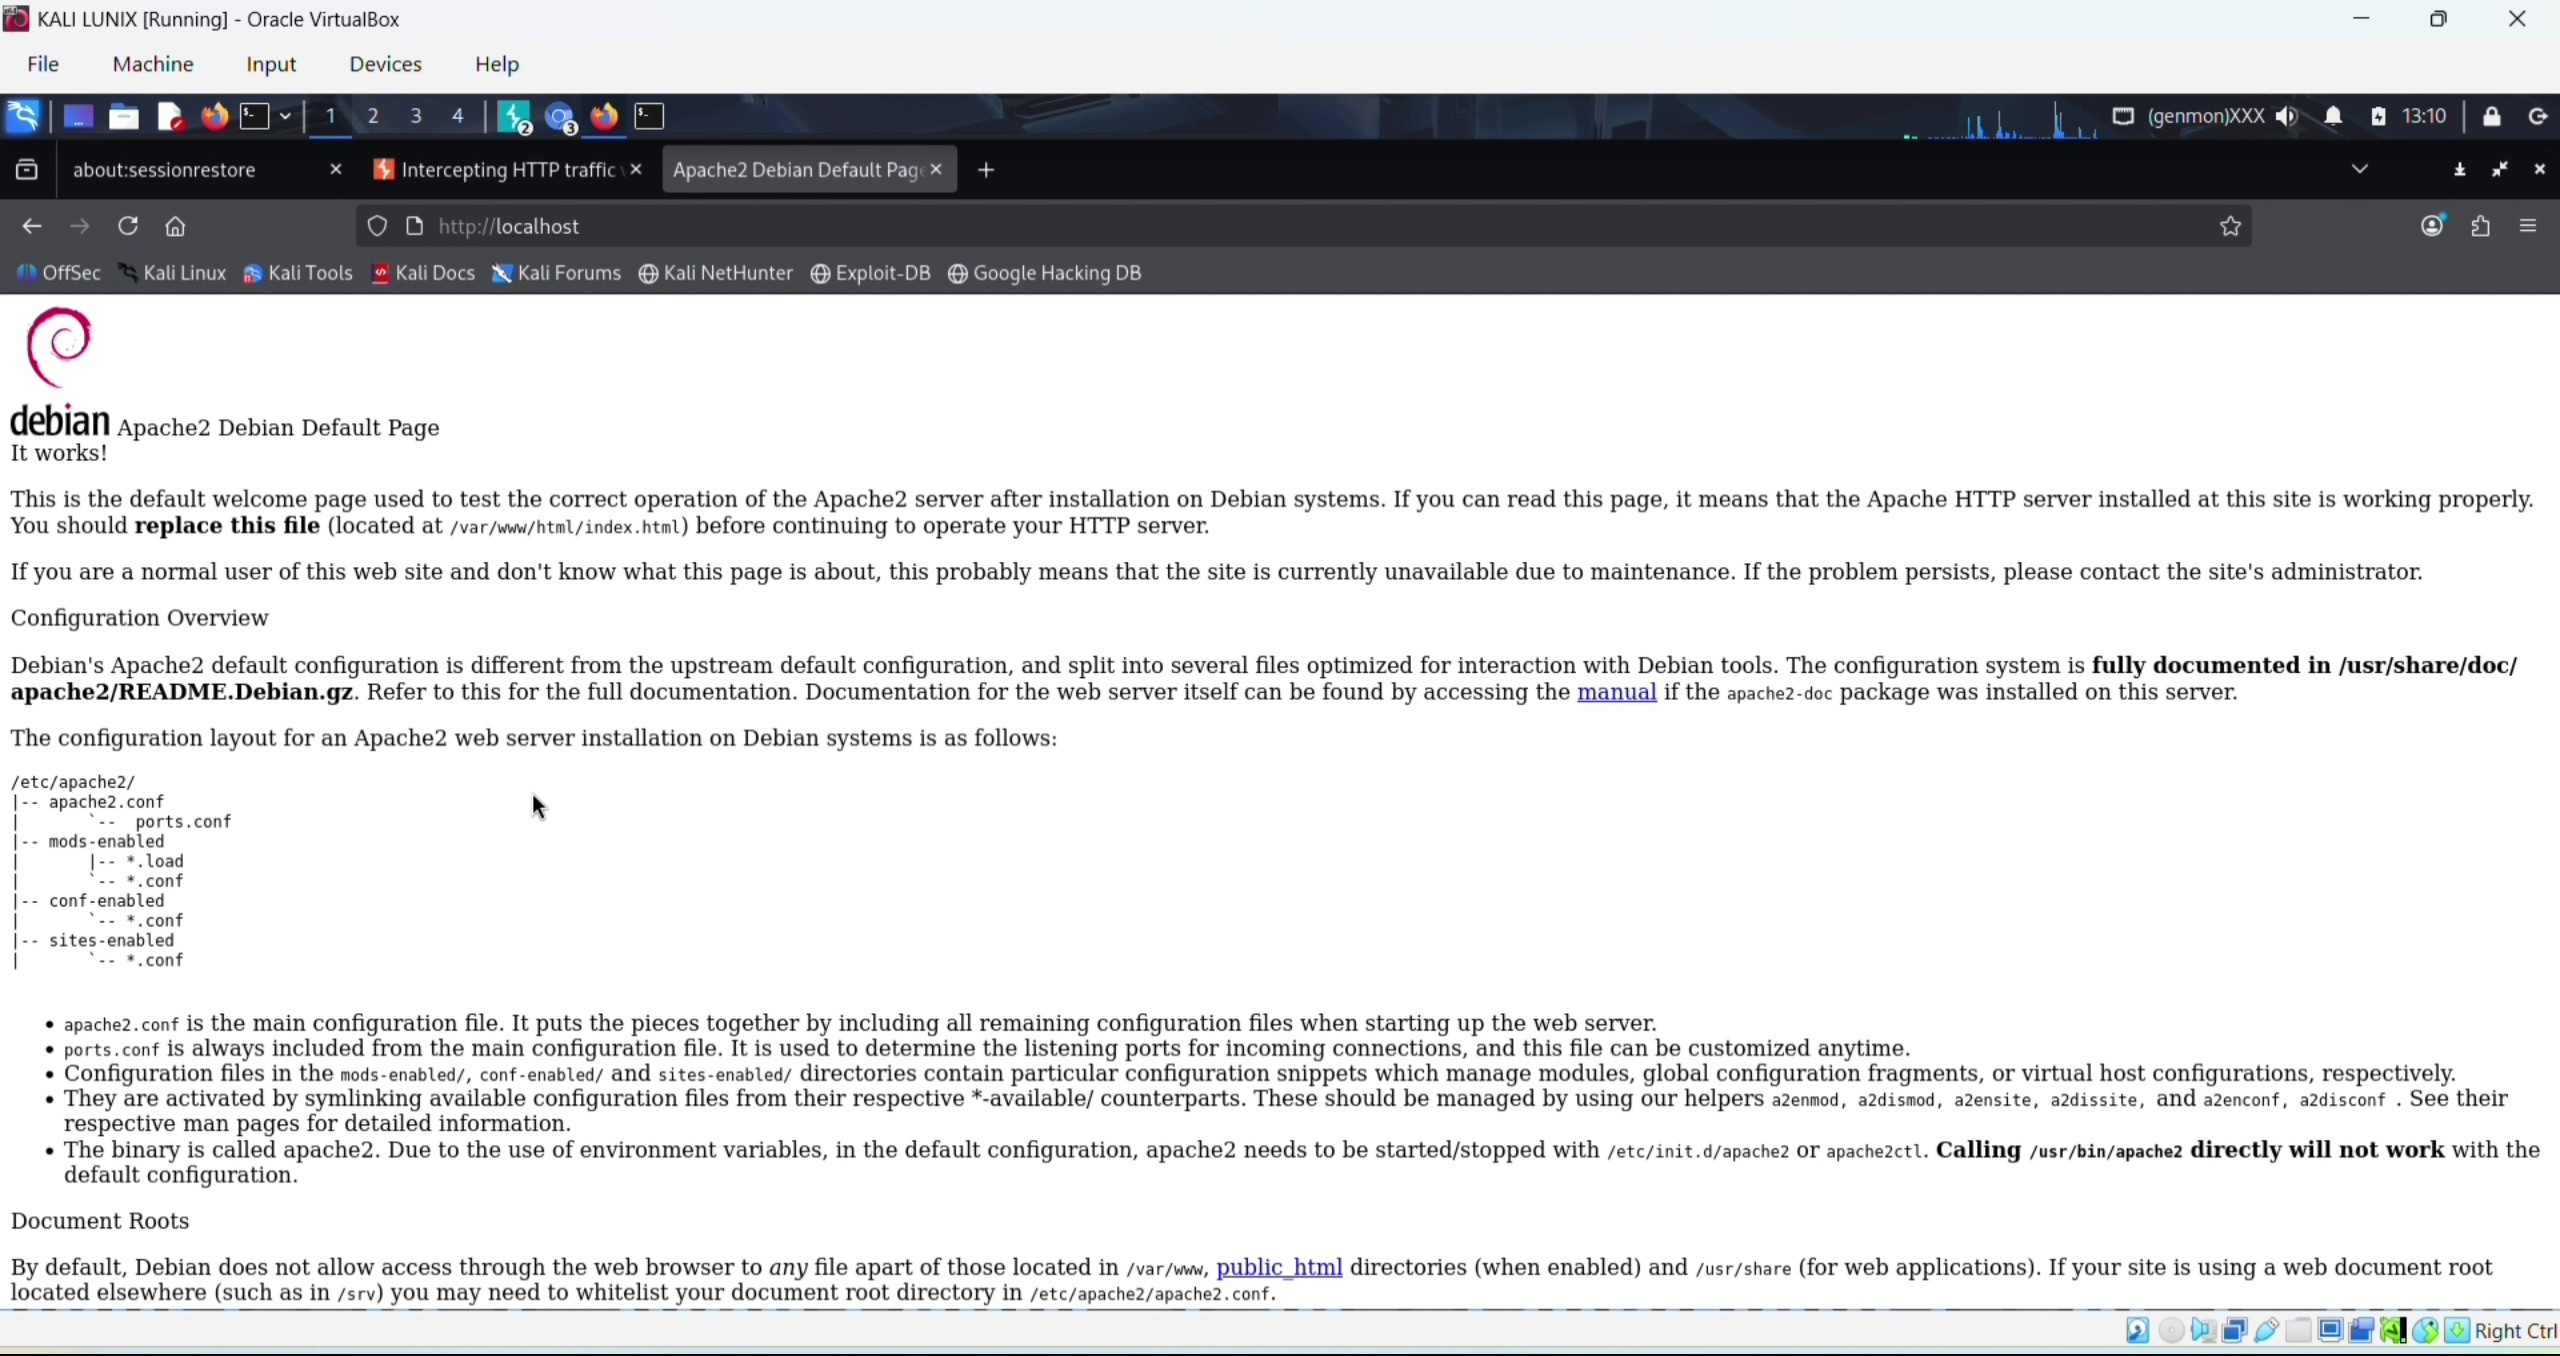 KALI LUNIX [Running] - Oracle VirtualBox
File Machine Input Devices Help
1 2 3 4 2 3 (genmon)XXX 13:10
about:sessionrestore Intercepting HTTP traffic Apache2 Debian Default Page
http://localhost
OffSec Kali Linux Kali Tools Kali Docs Kali Forums Kali NetHunter Exploit-DB Google Hacking DB
debian Apache2 Debian Default Page
It works!
This is the default welcome page used to test the correct operation of the Apache2 server after installation on Debian systems. If you can read this page, it means that the Apache HTTP server installed at this site is working properly.
You should replace this file (located at /var/www/html/index.html) before continuing to operate your HTTP server.
If you are a normal user of this web site and don't know what this page is about, this probably means that the site is currently unavailable due to maintenance. If the problem persists, please contact the site's administrator.
Configuration Overview
Debian's Apache2 default configuration is different from the upstream default configuration, and split into several files optimized for interaction with Debian tools. The configuration system is fully documented in /usr/share/doc/
apache2/README.Debian.gz. Refer to this for the full documentation. Documentation for the web server itself can be found by accessing the manual if the apache2-doc package was installed on this server.
The configuration layout for an Apache2 web server installation on Debian systems is as follows:
/etc/apache2/
|-- apache2.conf
|       `--  ports.conf
|-- mods-enabled
|       |-- *.load
|       `-- *.conf
|-- conf-enabled
|       `-- *.conf
|-- sites-enabled
|       `-- *.conf
• apache2.conf is the main configuration file. It puts the pieces together by including all remaining configuration files when starting up the web server.
• ports.conf is always included from the main configuration file. It is used to determine the listening ports for incoming connections, and this file can be customized anytime.
• Configuration files in the mods-enabled/, conf-enabled/ and sites-enabled/ directories contain particular configuration snippets which manage modules, global configuration fragments, or virtual host configurations, respectively.
• They are activated by symlinking available configuration files from their respective *-available/ counterparts. These should be managed by using our helpers a2enmod, a2dismod, a2ensite, a2dissite, and a2enconf, a2disconf . See their
respective man pages for detailed information.
• The binary is called apache2. Due to the use of environment variables, in the default configuration, apache2 needs to be started/stopped with /etc/init.d/apache2 or apache2ctl. Calling /usr/bin/apache2 directly will not work with the
default configuration.
Document Roots
By default, Debian does not allow access through the web browser to any file apart of those located in /var/www, public_html directories (when enabled) and /usr/share (for web applications). If your site is using a web document root
located elsewhere (such as in /srv) you may need to whitelist your document root directory in /etc/apache2/apache2.conf.
Right Ctrl